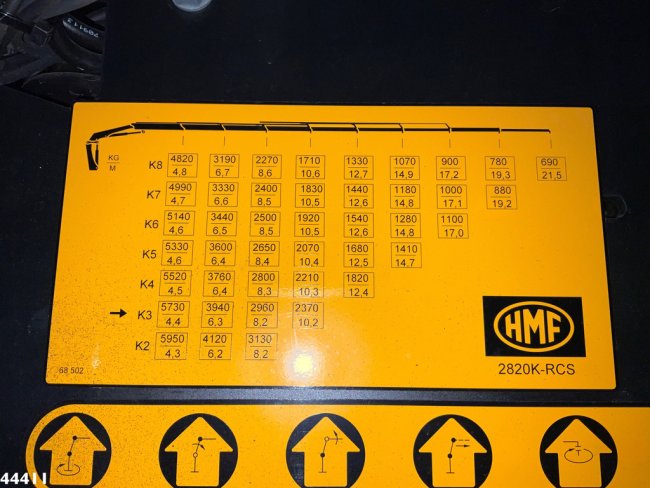 KG
M
K8 4820 3190 2270 1710 1330 1070 900 780 690
4,8 6,7 8,6 10,6 12,7 14,9 17,2 19,3 21,5
K7 4990 3330 2400 1830 1440 1180 1000 880
4,7 6,6 8,5 10,5 12,6 14,8 17,1 19,2
K6 5140 3440 2500 1920 1540 1280 1100
4,6 6,5 8,5 10,5 12,6 14,8 17,0
K5 5330 3600 2650 2070 1680 1410
4,6 6,4 8,4 10,4 12,5 14,7
K4 5520 3760 2800 2210 1820
4,5 6,4 8,3 10,3 12,4
K3 5730 3940 2960 2370
4,4 6,3 8,2 10,2
K2 5950 4120 3130
4,3 6,2 8,2
HMF
68 502
2820K-RCS
T
44411